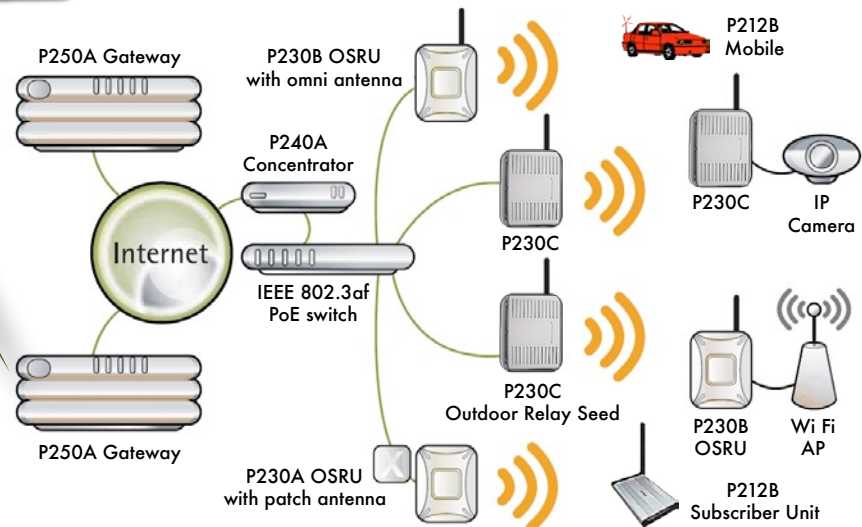 P250A Gateway
P230B OSRU
with omni antenna
P212B
Mobile
P240A
Concentrator
P230C
IP
Camera
Internet
P230C
IEEE 802.3af
PoE switch
P230C
Outdoor Relay Seed
P230B
OSRU
Wi Fi
AP
P250A Gateway
P230A OSRU
with patch antenna
X
P212B
Subscriber Unit